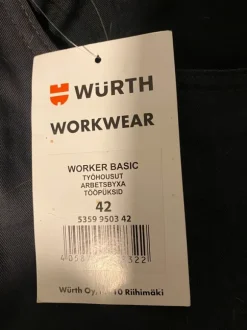 WÜRTH
WORKWEAR
WORKER BASIC
TYÖHOUSUT
ARBETSBYXA
TÖÖPÜKSID
42
5359 9503 42
Würth Oy, Riihimäki